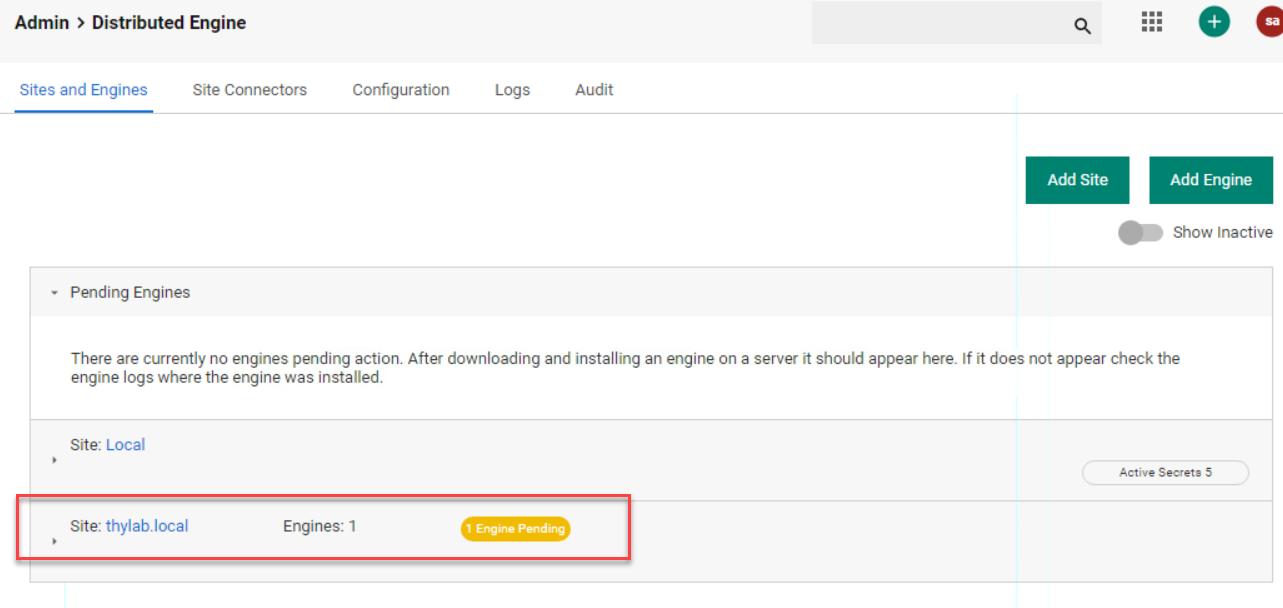 Admin > Distributed Engine
sa
Sites and Engines
Site Connectors
Configuration
Logs
Audit
Add Site
Add Engine
Show Inactive
Pending Engines
There are currently no engines pending action. After downloading and installing an engine on a server it should appear here. If it does not appear check the
engine logs where the engine was installed.
Site: Local
Active Secrets 5
Site: thylab.local
Engines: 1
1 Engine Pending